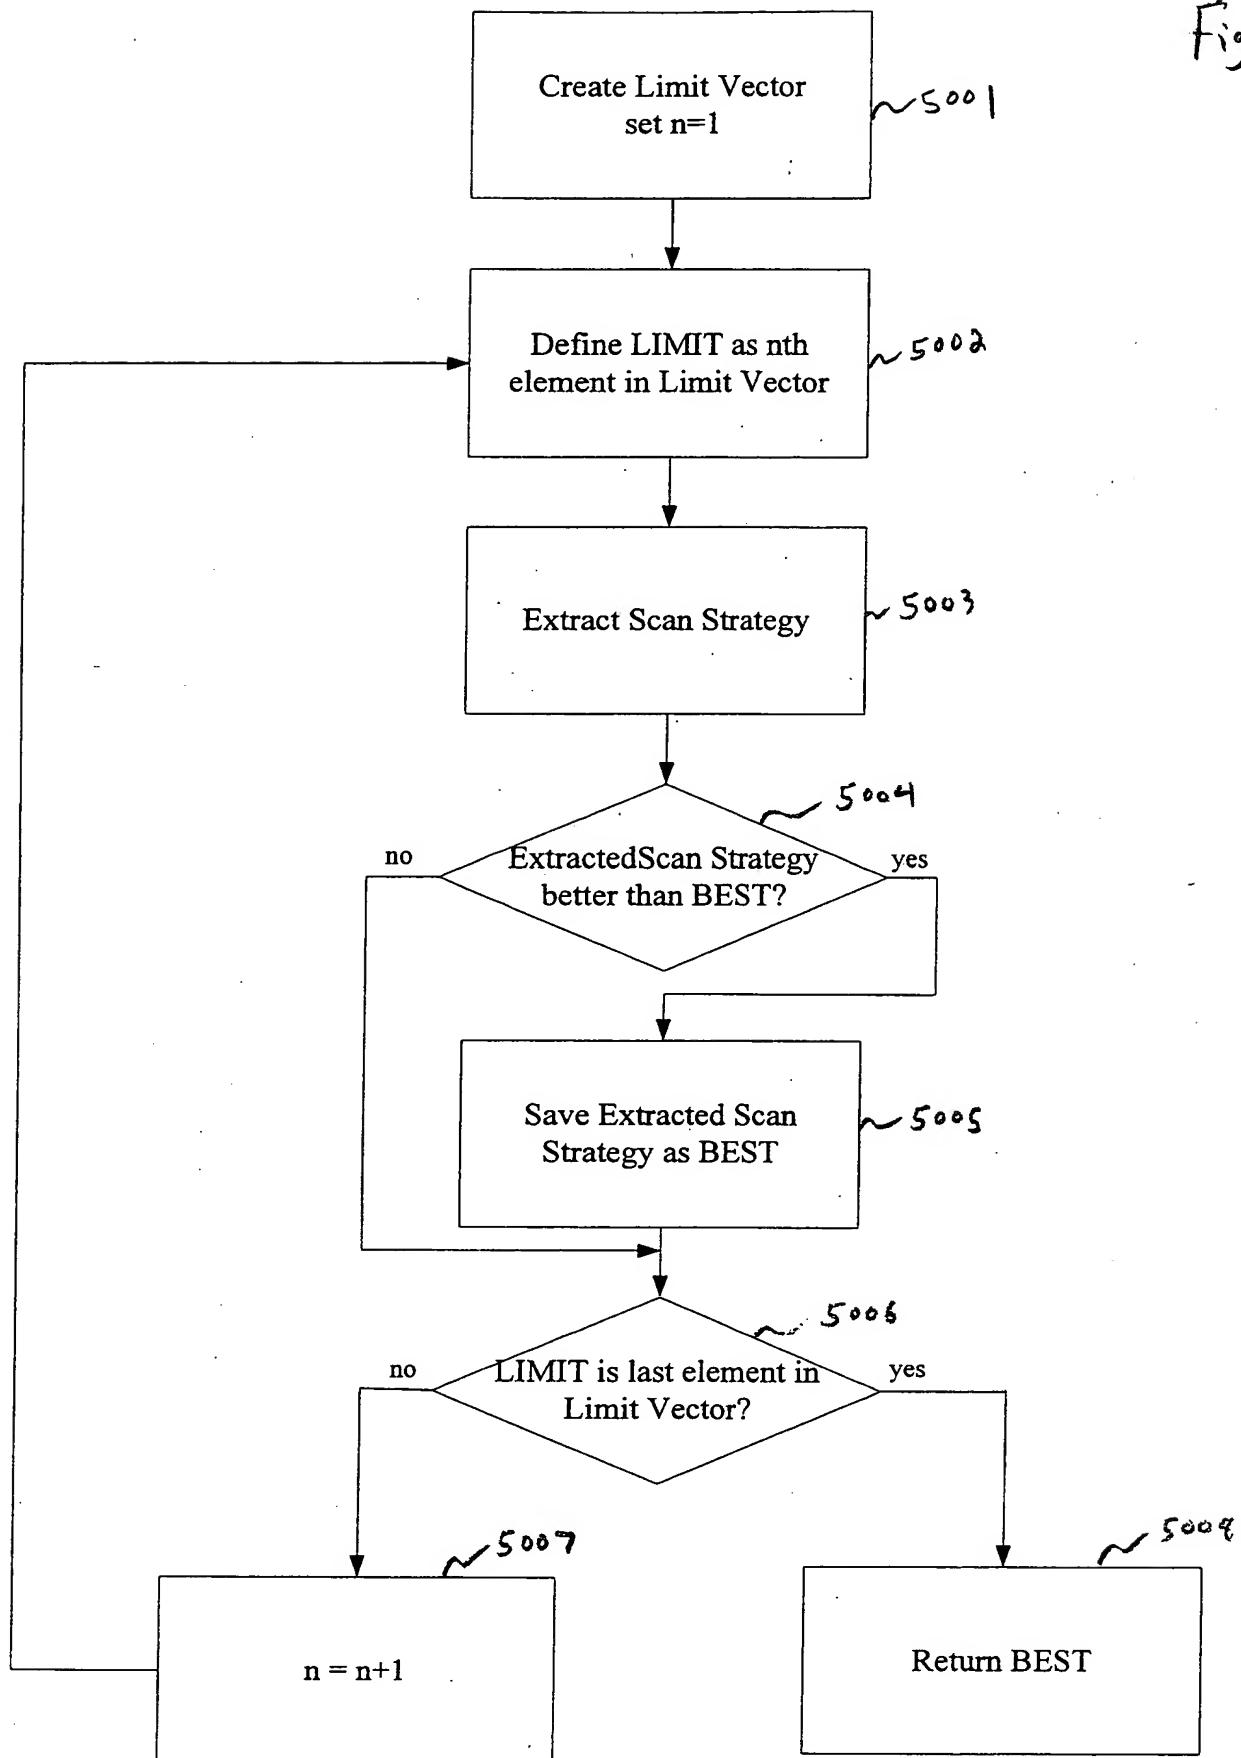 Fig
Create Limit Vector
set n=1
5001
Define LIMIT as nth
element in Limit Vector
5002
Extract Scan Strategy
5003
5004
no
ExtractedScan Strategy
better than BEST?
yes
Save Extracted Scan
Strategy as BEST
5005
5006
no
LIMIT is last element in
Limit Vector?
yes
5007
n = n+1
Return BEST